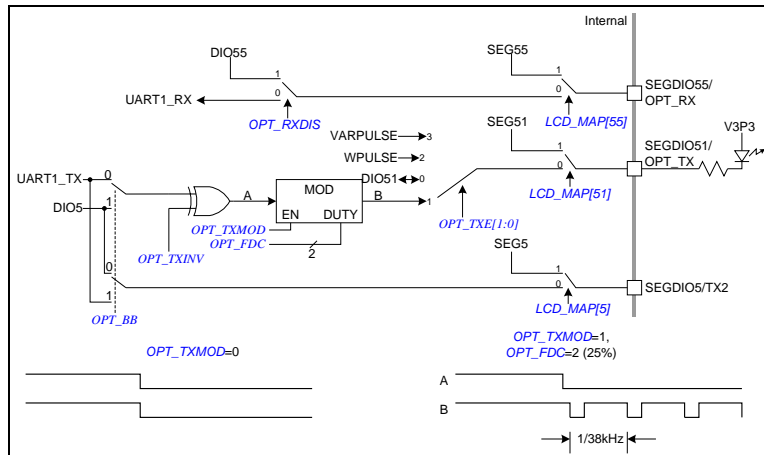 Internal
DIO55
SEG55
1
0
UART1_RX
OPT_RXDIS
1
0
LCD_MAP[55]
SEGDIO55/
OPT_RX
V3P3
VARPULSE
3
WPULSE
2
DIO51
0
1
SEG51
1
0
SEGDIO51/
OPT_TX
LCD_MAP[51]
OPT_TXE[1:0]
UART1_TX
0
DIO5
1
A
MOD
EN DUTY
B
OPT_TXMOD
OPT_FDC
2
OPT_TXINV
0
1
OPT_BB
SEG5
1
0
SEGDIO5/TX2
LCD_MAP[5]
OPT_TXMOD=0
OPT_TXMOD=1,
OPT_FDC=2 (25%)
A
B
1/38kHz